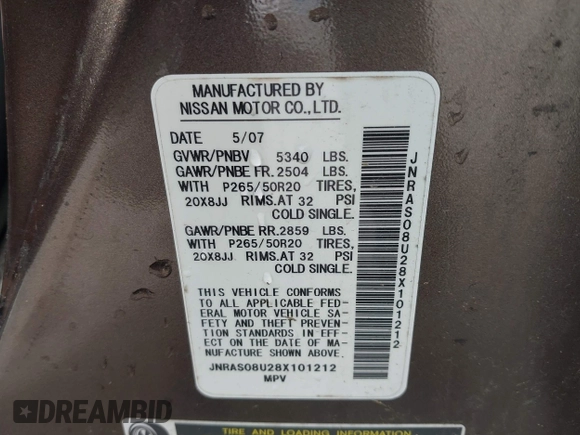 MANUFACTURED BY
NISSAN MOTOR CO., LTD.
DATE 5/07
GVWR/PNBV 5340 LBS.
GAWR/PNBE FR. 2504 LBS.
WITH P265/50R20 TIRES,
20X8JJ RIMS. AT 32 PSI
COLD SINGLE.
GAWR/PNBE RR. 2859 LBS.
WITH P265/50R20 TIRES,
20X8JJ RIMS. AT 32 PSI
COLD SINGLE.
THIS VEHICLE CONFORMS
TO ALL APPLICABLE FED-
ERAL MOTOR VEHICLE SA-
FETY AND THEFT PREVEN-
TION STANDARDS IN EFF-
ECT ON THE DATE OF MA-
NUFACTURE SHOWN ABOVE.
JNRAS08U28X101212
MPV
JNRAS08U28X101212
DREAMBID
TIRE AND LOADING INFORMATION